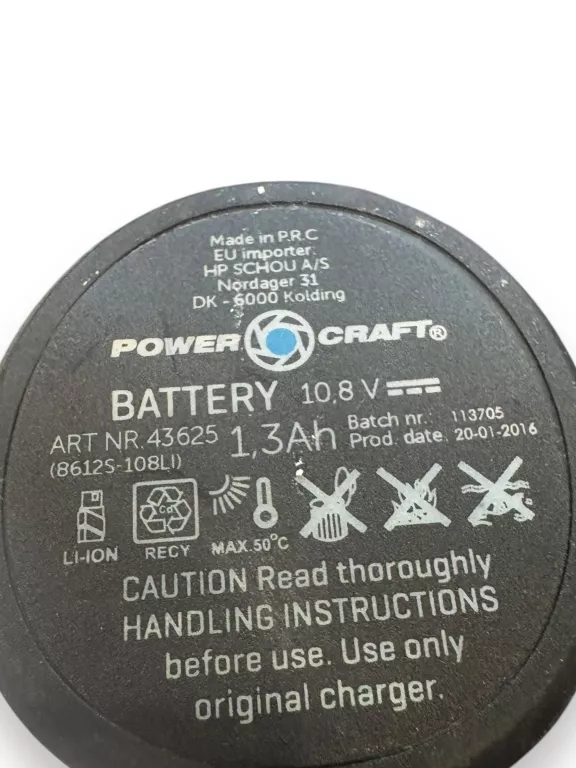 Made in P.R.C
EU importer:
HP SCHOU A/S
Nordager 31
DK - 6000 Kolding
POWER CRAFT®
BATTERY 10,8 V
ART NR. 43625 1,3Ah Batch nr.: 113705
(8612S-108LI) Prod. date: 20-01-2016
Cd
LI-ION RECY MAX.50°C
CAUTION Read thoroughly
HANDLING INSTRUCTIONS
before use. Use only
original charger.